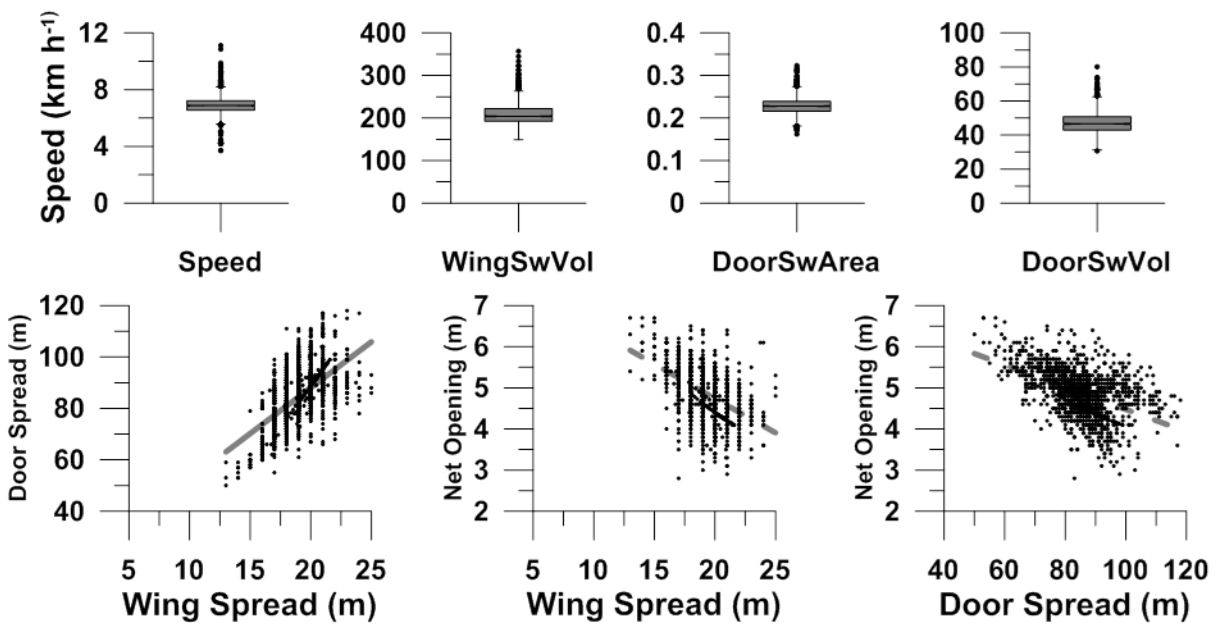 Speed (km h-1)
12
9
6
3
0
Speed
400
300
200
100
0
WingSwVol
0.4
0.3
0.2
0.1
0
DoorSwArea
100
80
60
40
20
0
DoorSwVol
Door Spread (m)
120
100
80
60
40
5 10 15 20 25
Wing Spread (m)
Net Opening (m)
7
6
5
4
3
2
5 10 15 20 25
Wing Spread (m)
Net Opening (m)
7
6
5
4
3
2
40 60 80 100 120
Door Spread (m)